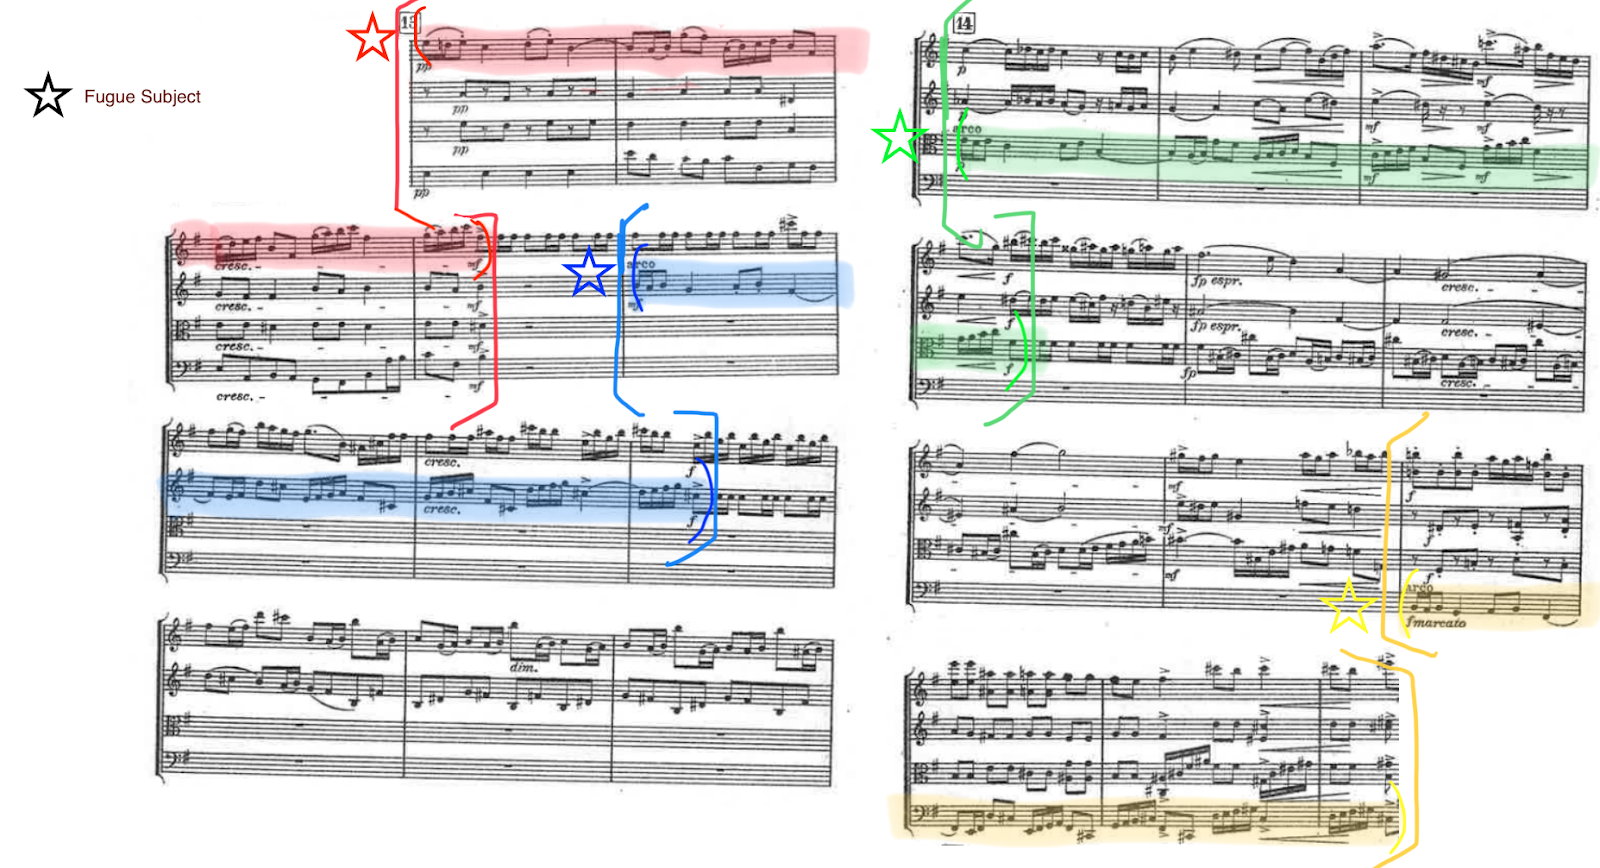 Fugue Subject
13
pp
pp
pp
pp
cresc. - - - mf
arco
cresc. - - - mf
mf
cresc. - - - mf
cresc. - - - mf
cresc.
f
cresc.
f
dim.
14
p
mf
p
mf
mf
arco
mf
mf
f
fp espr.
cresc. - -
f
fp espr.
cresc. - -
f
fp
cresc. - -
mf
f
mf
f
mf
f
arco
f marcato